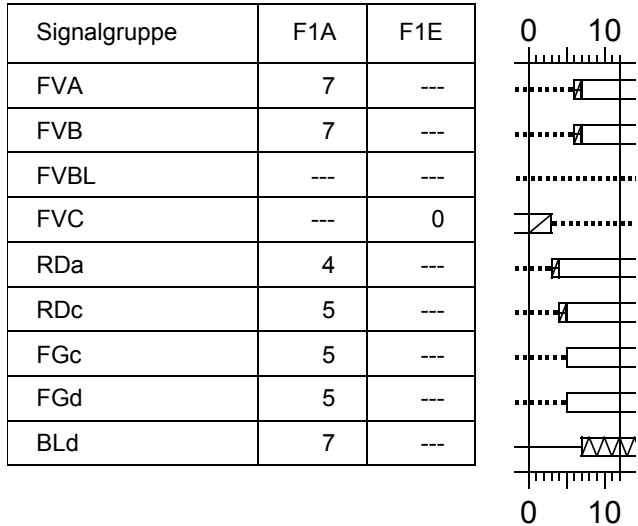 Signalgruppe F1A F1E 0 10
FVA 7 ---
FVB 7 ---
FVBL --- ---
FVC --- 0
RDa 4 ---
RDc 5 ---
FGc 5 ---
FGd 5 ---
BLd 7 ---
0 10